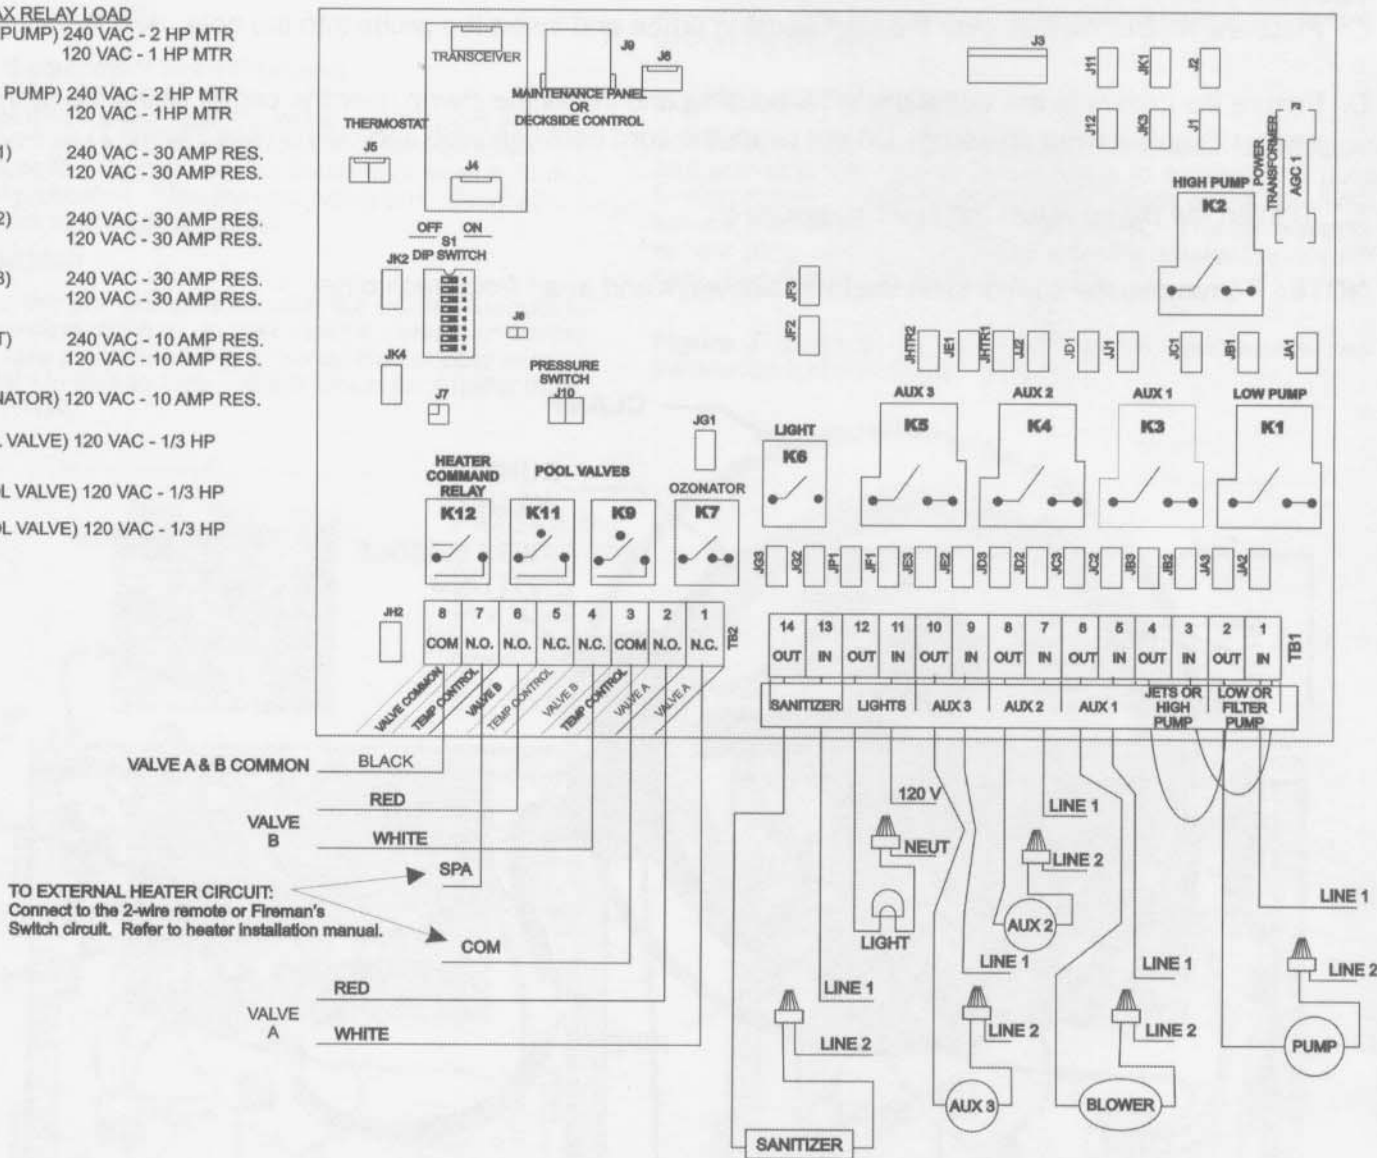 AX RELAY LOAD
PUMP) 240 VAC - 2 HP MTR
120 VAC - 1 HP MTR
PUMP) 240 VAC - 2 HP MTR
120 VAC - 1HP MTR
1) 240 VAC - 30 AMP RES.
120 VAC - 30 AMP RES.
2) 240 VAC - 30 AMP RES.
120 VAC - 30 AMP RES.
3) 240 VAC - 30 AMP RES.
120 VAC - 30 AMP RES.
T) 240 VAC - 10 AMP RES.
120 VAC - 10 AMP RES.
NATOR) 120 VAC - 10 AMP RES.
L VALVE) 120 VAC - 1/3 HP
OL VALVE) 120 VAC - 1/3 HP
OL VALVE) 120 VAC - 1/3 HP
TRANSCEIVER
J9
J6
MAINTENANCE PANEL
OR
DECKSIDE CONTROL
THERMOSTAT
J5
J4
J3
J11
JK1
J2
J12
JK3
J1
POWER
TRANSFORMER
AGC 1
HIGH PUMP
K2
OFF ON
S1
DIP SWITCH
JK2
JK4
J8
J7
PRESSURE
SWITCH
J10
JF3
JF2
JHTR2
JE1
JHTR1
JJ2
JD1
JJ1
JC1
JB1
JA1
JG1
LIGHT
K6
AUX 3
K5
AUX 2
K4
AUX 1
K3
LOW PUMP
K1
HEATER
COMMAND
RELAY
K12
POOL VALVES
K11
K9
OZONATOR
K7
JG3
JG2
JP1
JF1
JE3
JE2
JD3
JD2
JC3
JC2
JB3
JB2
JA3
JA2
JH2
8 7 6 5 4 3 2 1
COM N.O. N.O. N.C. N.C. COM N.O. N.C.
TB2
VALVE COMMON
TEMP CONTROL
VALVE B
TEMP CONTROL
VALVE B
TEMP CONTROL
VALVE A
VALVE A
14 13 12 11 10 9 8 7 6 5 4 3 2 1
OUT IN OUT IN OUT IN OUT IN OUT IN OUT IN OUT IN
TB1
SANITIZER
LIGHTS
AUX 3
AUX 2
AUX 1
JETS OR
HIGH
PUMP
LOW OR
FILTER
PUMP
VALVE A & B COMMON
BLACK
RED
VALVE
B
WHITE
SPA
TO EXTERNAL HEATER CIRCUIT:
Connect to the 2-wire remote or Fireman's
Switch circuit. Refer to heater installation manual.
COM
RED
VALVE
A
WHITE
120 V
NEUT
LIGHT
LINE 1
LINE 2
AUX 2
LINE 1
LINE 2
SANITIZER
LINE 1
LINE 2
AUX 3
LINE 1
LINE 2
BLOWER
LINE 1
LINE 2
PUMP